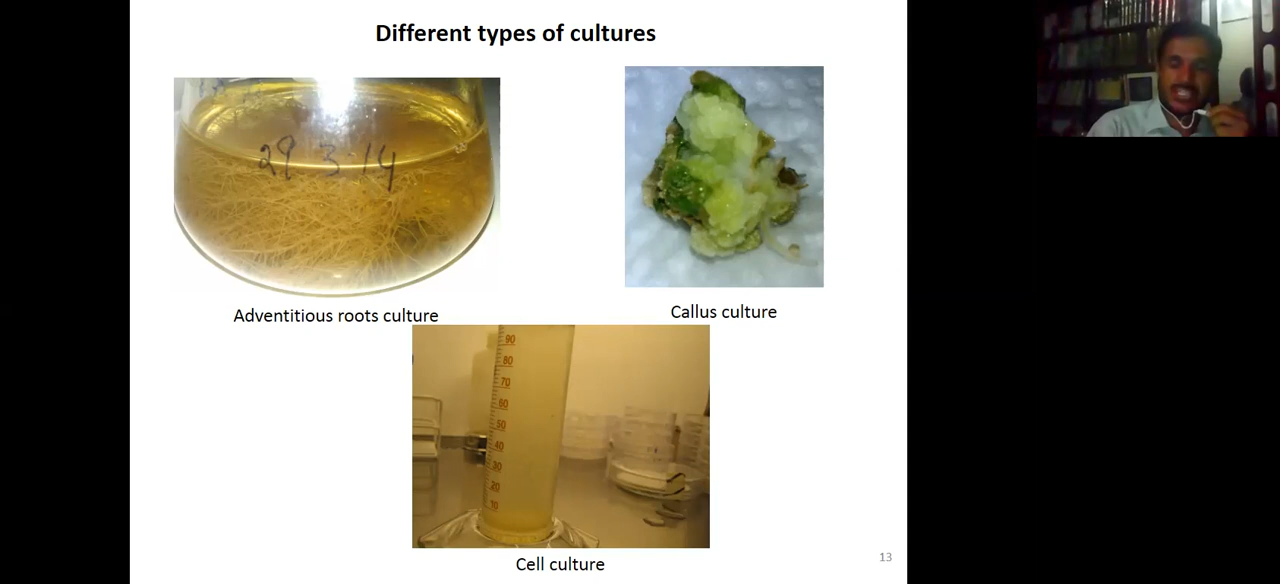 Different types of cultures
29 3 14
Adventitious roots culture
Callus culture
90
80
70
60
50
40
30
20
10
Cell culture
13